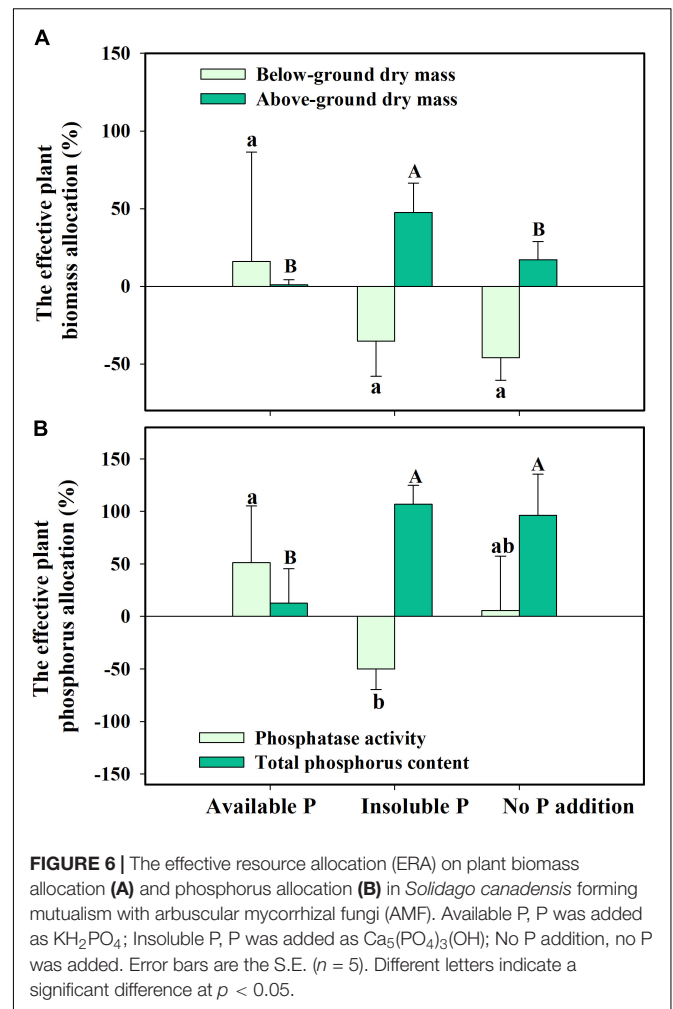 A
150
100
50
0
-50
The effective plant
biomass allocation (%)
Below-ground dry mass
Above-ground dry mass
a
B
A
a
B
a
B
150
100
50
0
-50
-100
-150
The effective plant
phosphorus allocation (%)
a
B
A
b
ab
A
Phosphatase activity
Total phosphorus content
Available P Insoluble P No P addition
FIGURE 6 | The effective resource allocation (ERA) on plant biomass
allocation (A) and phosphorus allocation (B) in Solidago canadensis forming
mutualism with arbuscular mycorrhizal fungi (AMF). Available P, P was added
as KH₂PO₄; Insoluble P, P was added as Ca₅(PO₄)₃(OH); No P addition, no P
was added. Error bars are the S.E. (n = 5). Different letters indicate a
significant difference at p < 0.05.